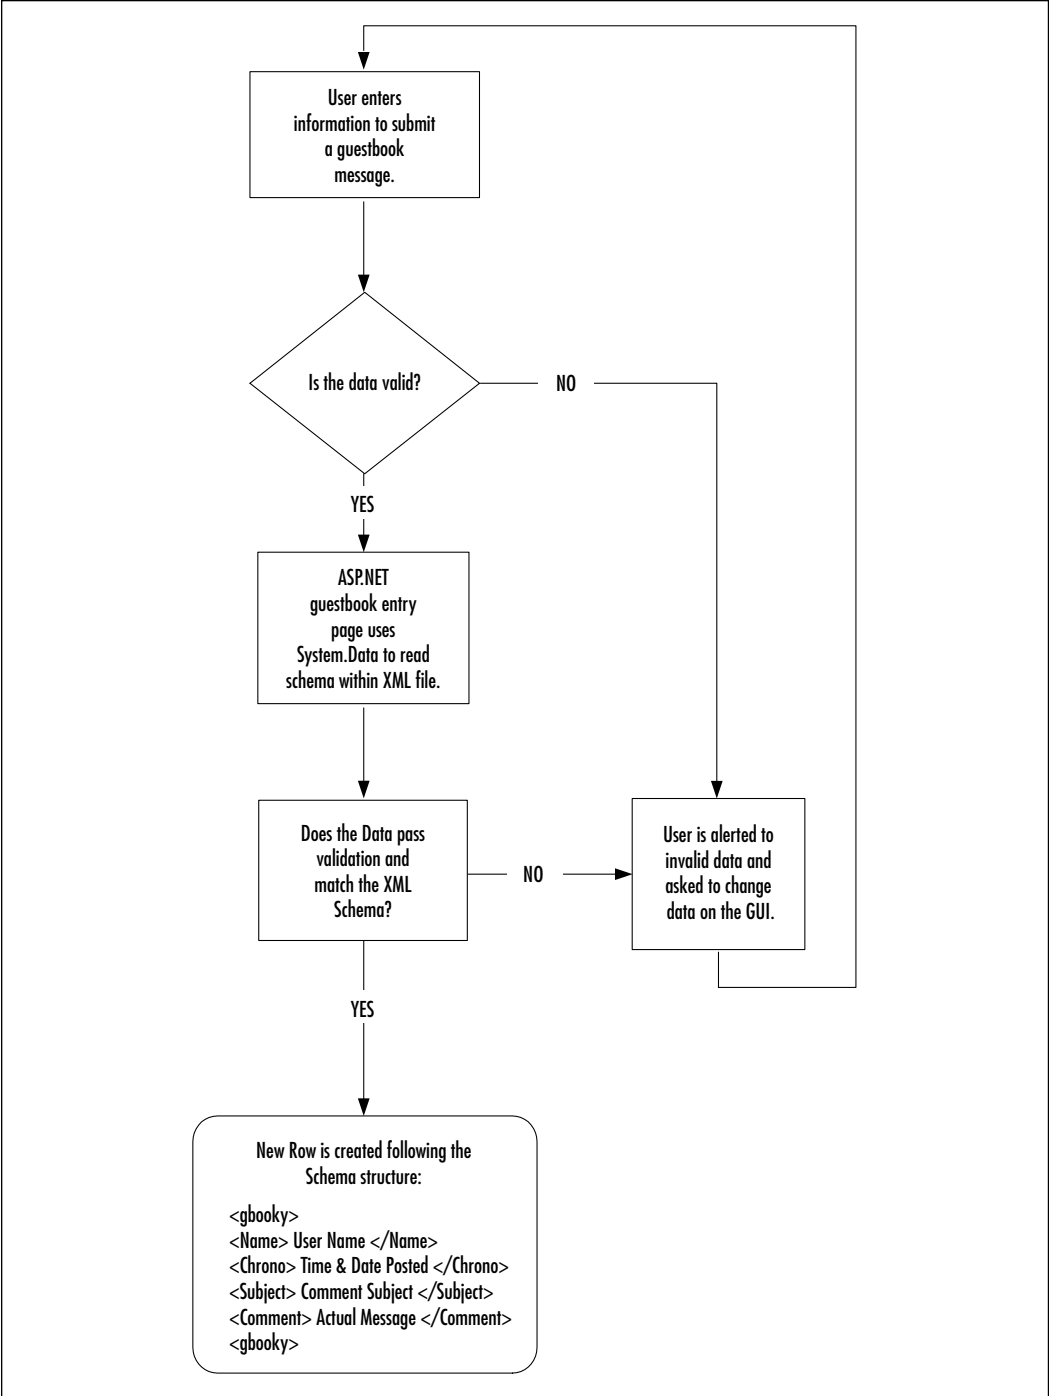 User enters
information to submit
a guestbook
message.
Is the data valid?
NO
YES
ASP.NET
guestbook entry
page uses
System.Data to read
schema within XML file.
Does the Data pass
validation and
match the XML
Schema?
NO
User is alerted to
invalid data and
asked to change
data on the GUI.
YES
New Row is created following the
Schema structure:
<gbooky>
<Name> User Name </Name>
<Chrono> Time & Date Posted </Chrono>
<Subject> Comment Subject </Subject>
<Comment> Actual Message </Comment>
<gbooky>